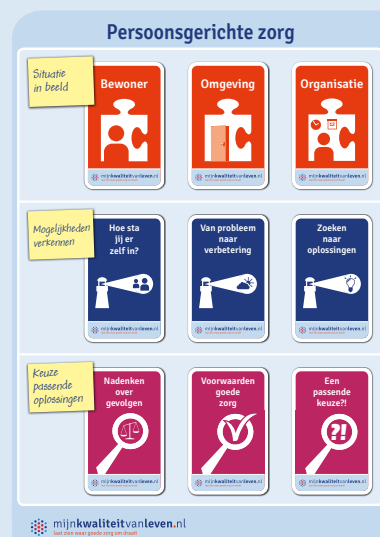 Persoonsgerichte zorg
Situatie
in beeld
Bewoner
mijnkwaliteitvanleven.nl
Omgeving
mijnkwaliteitvanleven.nl
Organisatie
12
mijnkwaliteitvanleven.nl
Mogelijkheden
verkennen
Hoe sta
jij er
zelf in?
mijnkwaliteitvanleven.nl
Van probleem
naar
verbetering
mijnkwaliteitvanleven.nl
Zoeken
naar
oplossingen
mijnkwaliteitvanleven.nl
Keuze
passende
oplossingen
Nadenken
over
gevolgen
mijnkwaliteitvanleven.nl
Voorwaarden
goede
zorg
mijnkwaliteitvanleven.nl
Een
passende
keuze?!
?!
mijnkwaliteitvanleven.nl
mijnkwaliteitvanleven.nl
laat zien waar goede zorg om draait